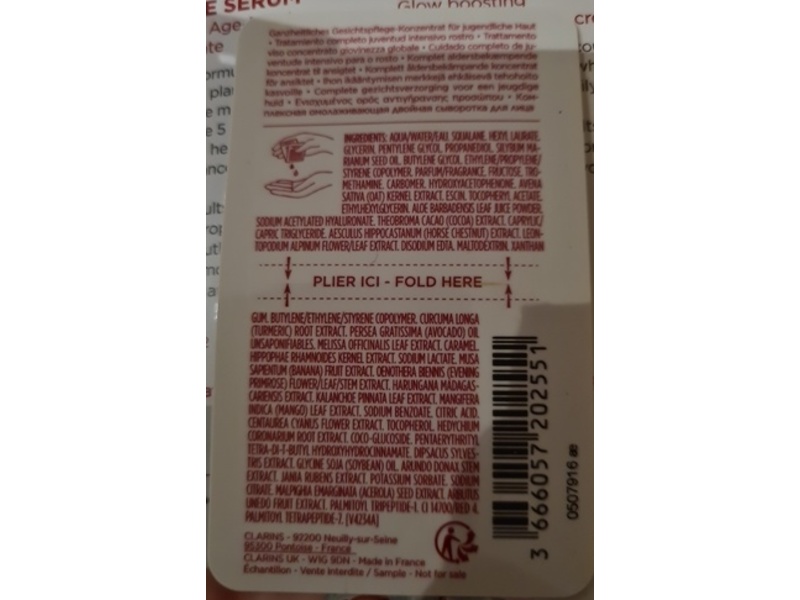 E SERUM
Glow boosting
Age
Ganzheitliches Gesichtspflege-Konzentrat für jugendliche Haut
• Tratamiento completo juventud intensivo rostro • Trattamento
viso concentrato giovinezza globale • Cuidado completo de ju-
ventude intensivo para o rosto • Komplet aldersbekæmpende
koncentrat til ansigtet • Komplett åldersbekämpande koncentrat
för ansiktet • Ihon ikääntymisen merkkejä ehkäisevä tehohoito
kasvoille • Complete gezichtsverzorging voor een jeugdige
huid • Ενισχυμένος ορός αντιγήρανσης προσώπου • Ком-
плексная омолаживающая двойная сыворотка для лица
INGREDIENTS: AQUA/WATER/EAU. SQUALANE. HEXYL LAURATE.
GLYCERIN. PENTYLENE GLYCOL. PROPANEDIOL. SILYBUM MA-
RIANUM SEED OIL. BUTYLENE GLYCOL. ETHYLENE/PROPYLENE/
STYRENE COPOLYMER. PARFUM/FRAGRANCE. FRUCTOSE. TRO-
METHAMINE. CARBOMER. HYDROXYACETOPHENONE. AVENA
SATIVA (OAT) KERNEL EXTRACT. ESCIN. TOCOPHERYL ACETATE.
ETHYLHEXYLGLYCERIN. ALOE BARBADENSIS LEAF JUICE POWDER.
SODIUM ACETYLATED HYALURONATE. THEOBROMA CACAO (COCOA) EXTRACT. CAPRYLIC/
CAPRIC TRIGLYCERIDE. AESCULUS HIPPOCASTANUM (HORSE CHESTNUT) EXTRACT. LEON-
TOPODIUM ALPINUM FLOWER/LEAF EXTRACT. DISODIUM EDTA. MALTODEXTRIN. XANTHAN
PLIER ICI - FOLD HERE
GUM. BUTYLENE/ETHYLENE/STYRENE COPOLYMER. CURCUMA LONGA
(TURMERIC) ROOT EXTRACT. PERSEA GRATISSIMA (AVOCADO) OIL
UNSAPONIFIABLES. MELISSA OFFICINALIS LEAF EXTRACT. CARAMEL.
HIPPOPHAE RHAMNOIDES KERNEL EXTRACT. SODIUM LACTATE. MUSA
SAPIENTUM (BANANA) FRUIT EXTRACT. OENOTHERA BIENNIS (EVENING
PRIMROSE) FLOWER/LEAF/STEM EXTRACT. HARUNGANA MADAGAS-
CARIENSIS EXTRACT. KALANCHOE PINNATA LEAF EXTRACT. MANGIFERA
INDICA (MANGO) LEAF EXTRACT. SODIUM BENZOATE. CITRIC ACID.
CENTAUREA CYANUS FLOWER EXTRACT. TOCOPHEROL. HEDYCHIUM
CORONARIUM ROOT EXTRACT. COCO-GLUCOSIDE. PENTAERYTHRITYL
TETRA-DI-T-BUTYL HYDROXYHYDROCINNAMATE. DIPSACUS SYLVES-
TRIS EXTRACT. GLYCINE SOJA (SOYBEAN) OIL. ARUNDO DONAX STEM
EXTRACT. JANIA RUBENS EXTRACT. POTASSIUM SORBATE. SODIUM
CITRATE. MALPIGHIA EMARGINATA (ACEROLA) SEED EXTRACT. ARBUTUS
UNEDO FRUIT EXTRACT. PALMITOYL TRIPEPTIDE-1. CI 14700/RED 4.
PALMITOYL TETRAPEPTIDE-7. [V4234A]
3 666057 202551
0507916
CLARINS - 92200 Neuilly-sur-Seine
95300 Pontoise - France
CLARINS UK - W1G 9DN - Made in France
Échantillon - Vente interdite / Sample - Not for sale